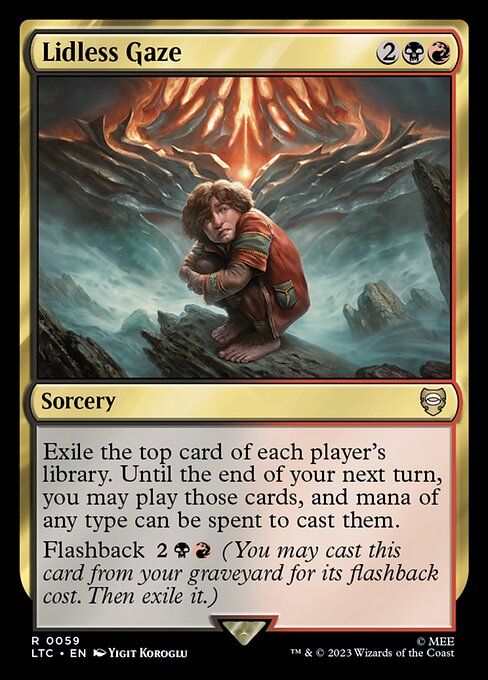 Lidless Gaze 2
Sorcery
Exile the top card of each player's
library. Until the end of your next turn,
you may play those cards, and mana of
any type can be spent to cast them.
Flashback 2 (You may cast this
card from your graveyard for its flashback
cost. Then exile it.)
R 0059
LTC • EN Yigit Koroglu
© MEE
™ & © 2023 Wizards of the Coast